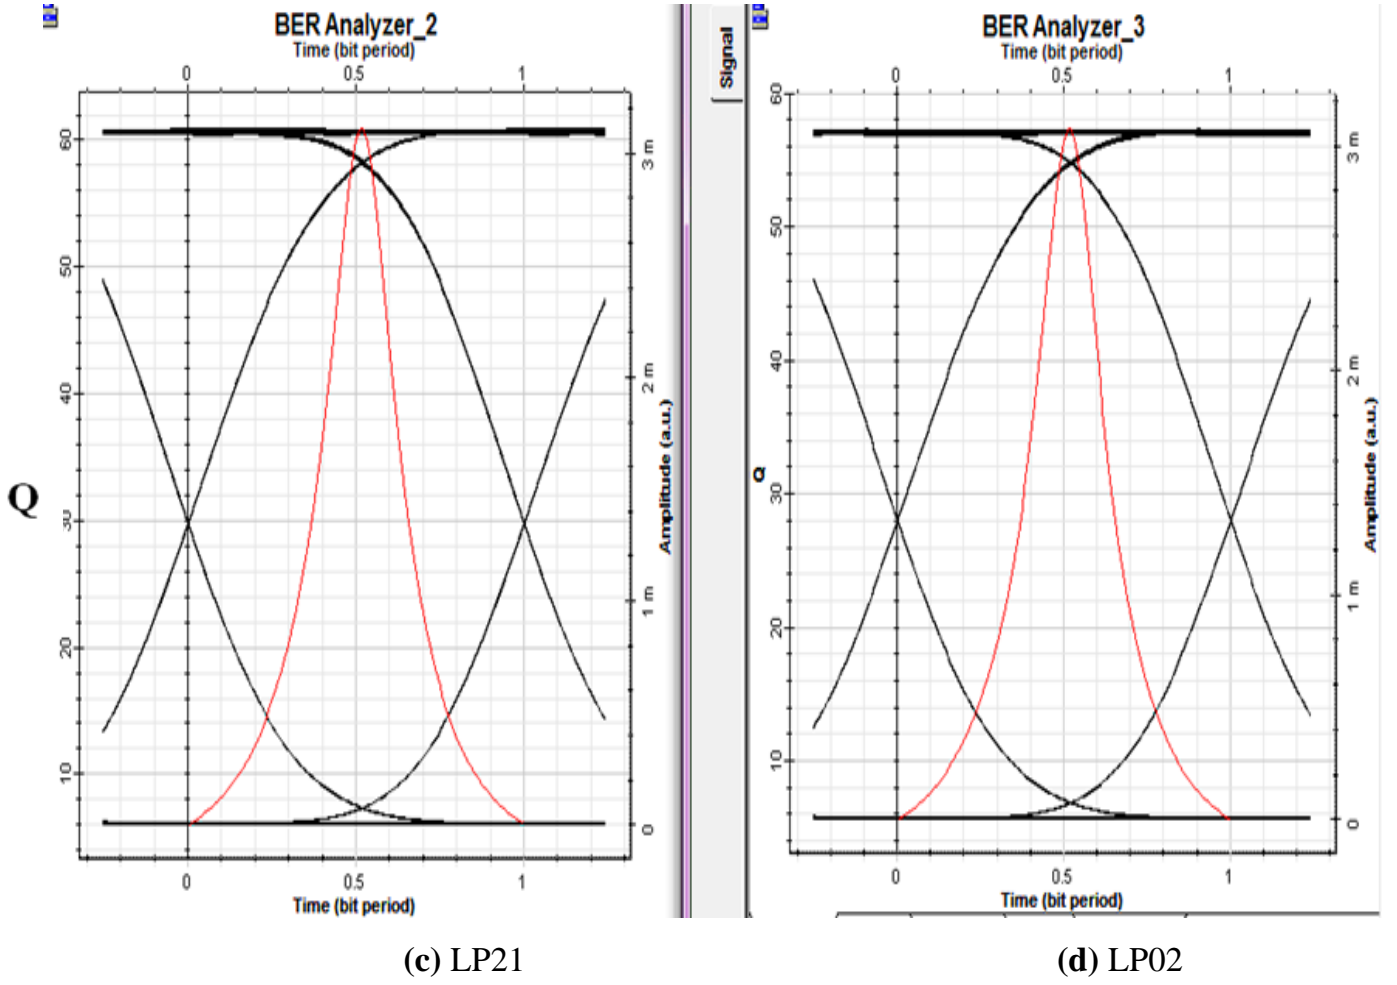 BER Analyzer_2
Time (bit period)
0 0.5 1
60
50
40
30
20
10
Q
3 m
2 m
1 m
0
Amplitude (a.u.)
0 0.5 1
Time (bit period)
(c) LP21
Signal
BER Analyzer_3
Time (bit period)
0 0.5 1
60
50
40
30
20
10
Q
3 m
2 m
1 m
0
Amplitude (a.u.)
0 0.5 1
Time (bit period)
(d) LP02